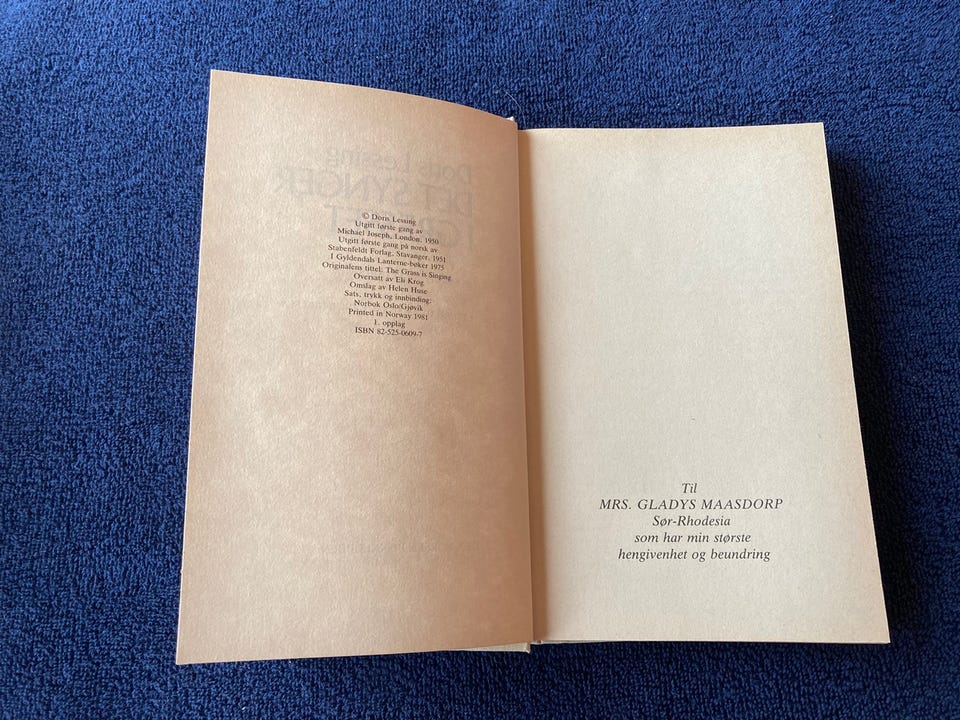 © Doris Lessing
Utgitt første gang av
Michael Joseph, London, 1950
Utgitt første gang på norsk av
Stabenfeldt Forlag, Stavanger, 1951
I Gyldendals Lanterne-bøker 1975
Originalens tittel: The Grass is Singing
Oversatt av Eli Krog
Omslag av Helen Huse
Sats, trykk og innbinding:
Norbok Oslo/Gjøvik
Printed in Norway 1981
1. opplag
ISBN 82-525-0609-7
Til
MRS. GLADYS MAASDORP
Sør-Rhodesia
som har min største
hengivenhet og beundring